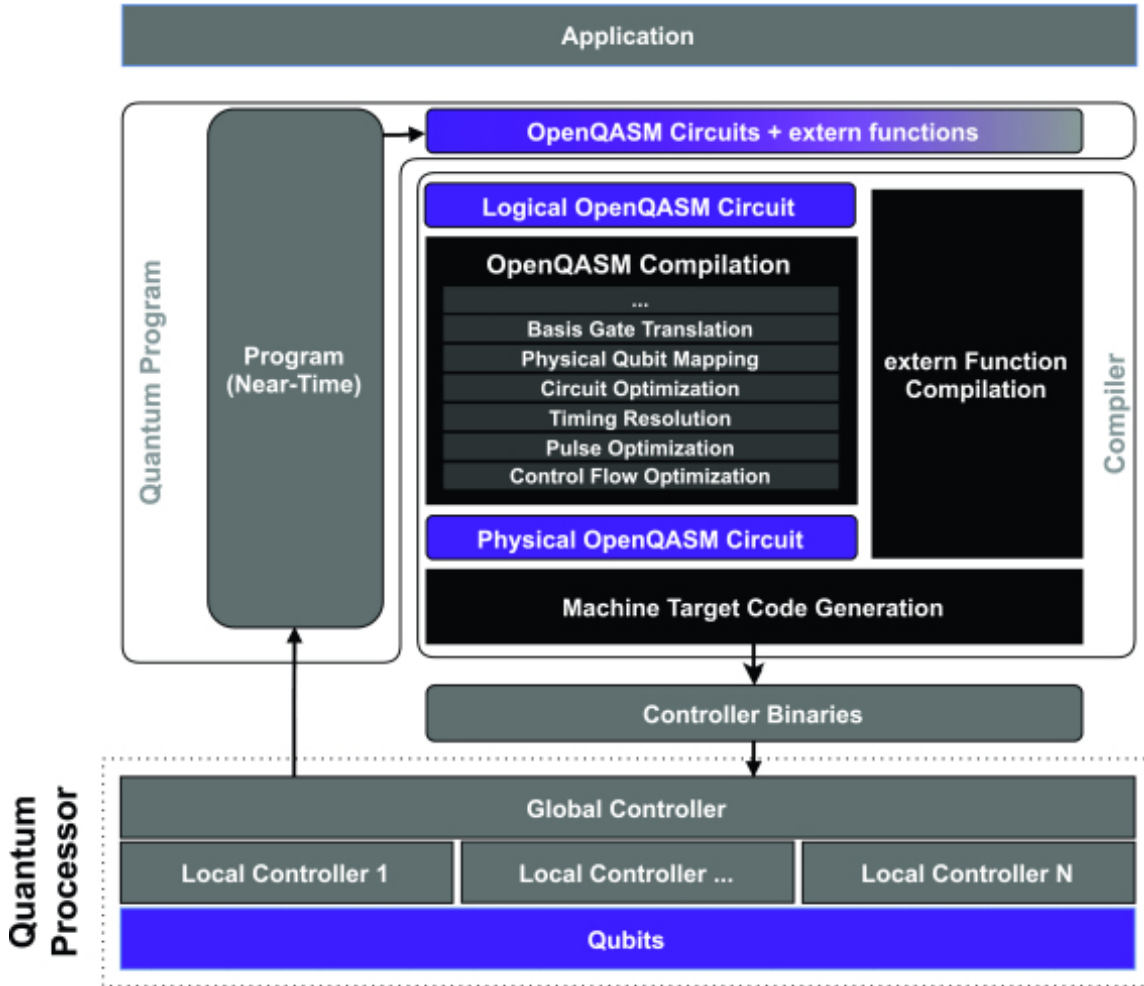 Application
OpenQASM Circuits + extern functions
Quantum Program
Program
(Near-Time)
Logical OpenQASM Circuit
OpenQASM Compilation
...
Basis Gate Translation
Physical Qubit Mapping
Circuit Optimization
Timing Resolution
Pulse Optimization
Control Flow Optimization
Physical OpenQASM Circuit
extern Function
Compilation
Compiler
Machine Target Code Generation
Controller Binaries
Quantum
Processor
Global Controller
Local Controller 1
Local Controller ...
Local Controller N
Qubits